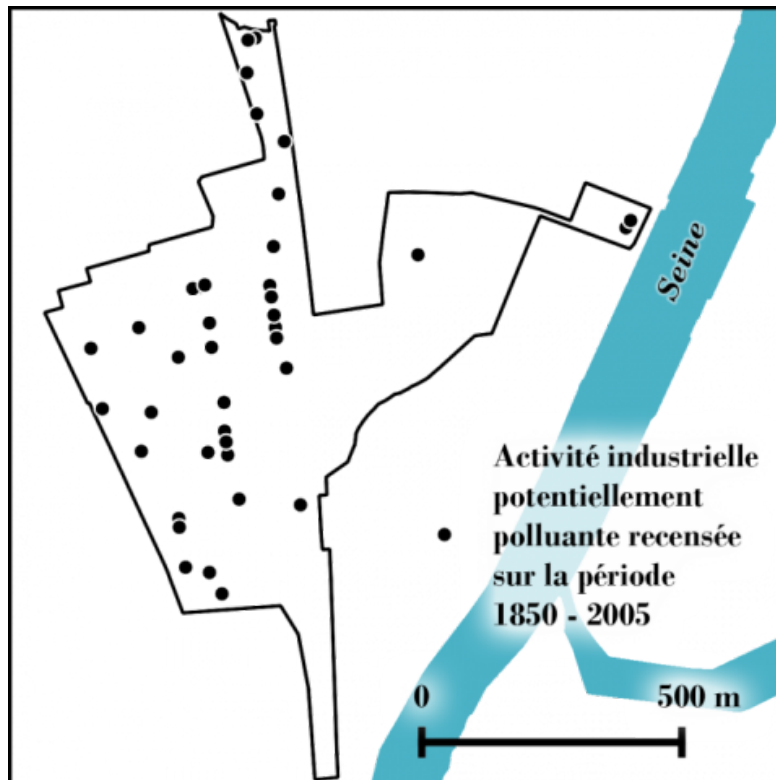 Seine
Activité industrielle
potentiellement
polluante recensée
sur la période
1850 - 2005
0 500 m